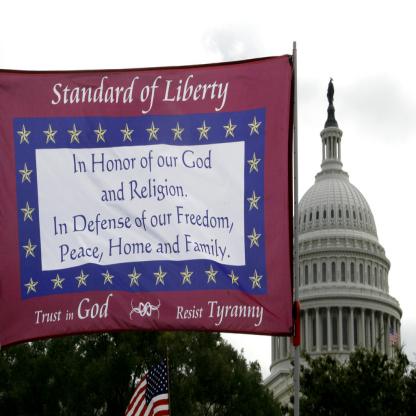 Standard of Liberty
In Honor of our God
and Religion.
In Defense of our Freedom,
Peace, Home and Family.
Trust in God Resist Tyranny